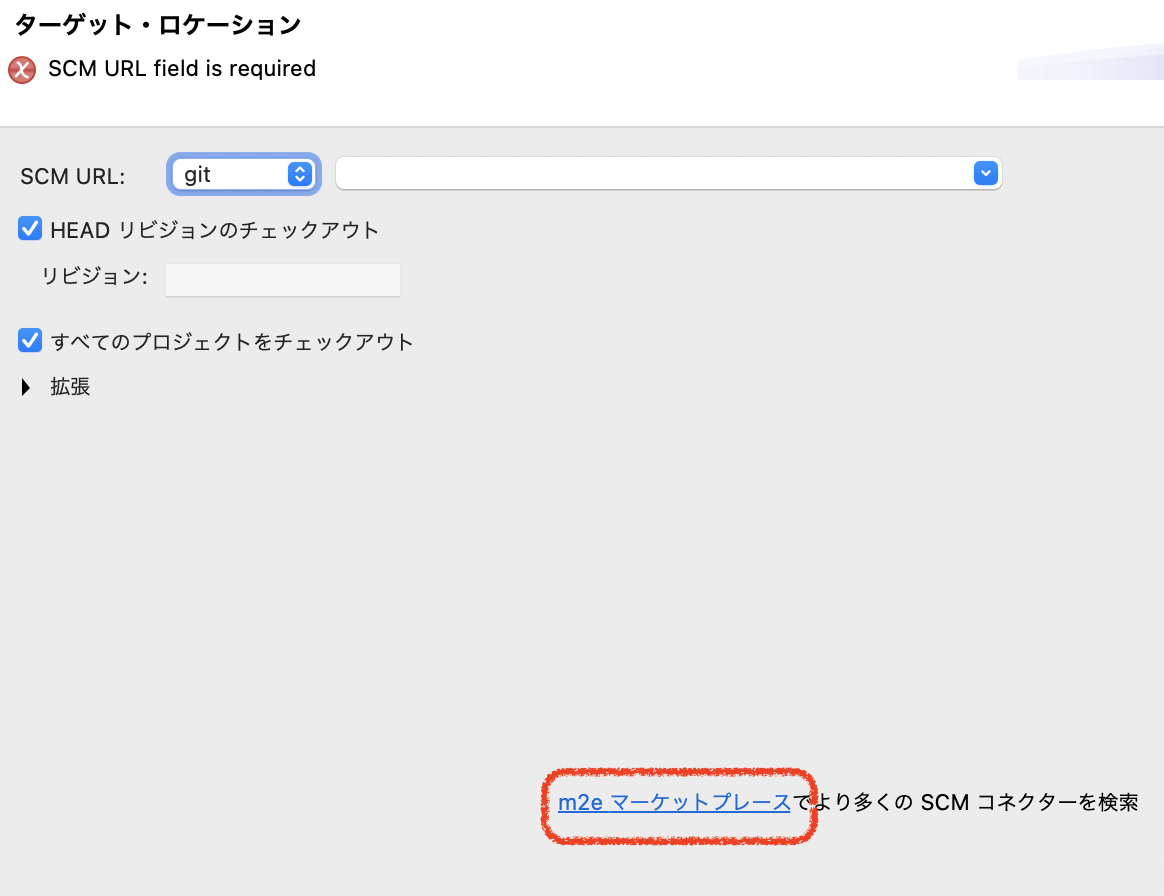 ターゲット・ロケーション
SCM URL field is required
SCM URL: git
HEAD リビジョンのチェックアウト
リビジョン:
すべてのプロジェクトをチェックアウト
拡張
m2e マーケットプレースでより多くの SCM コネクターを検索